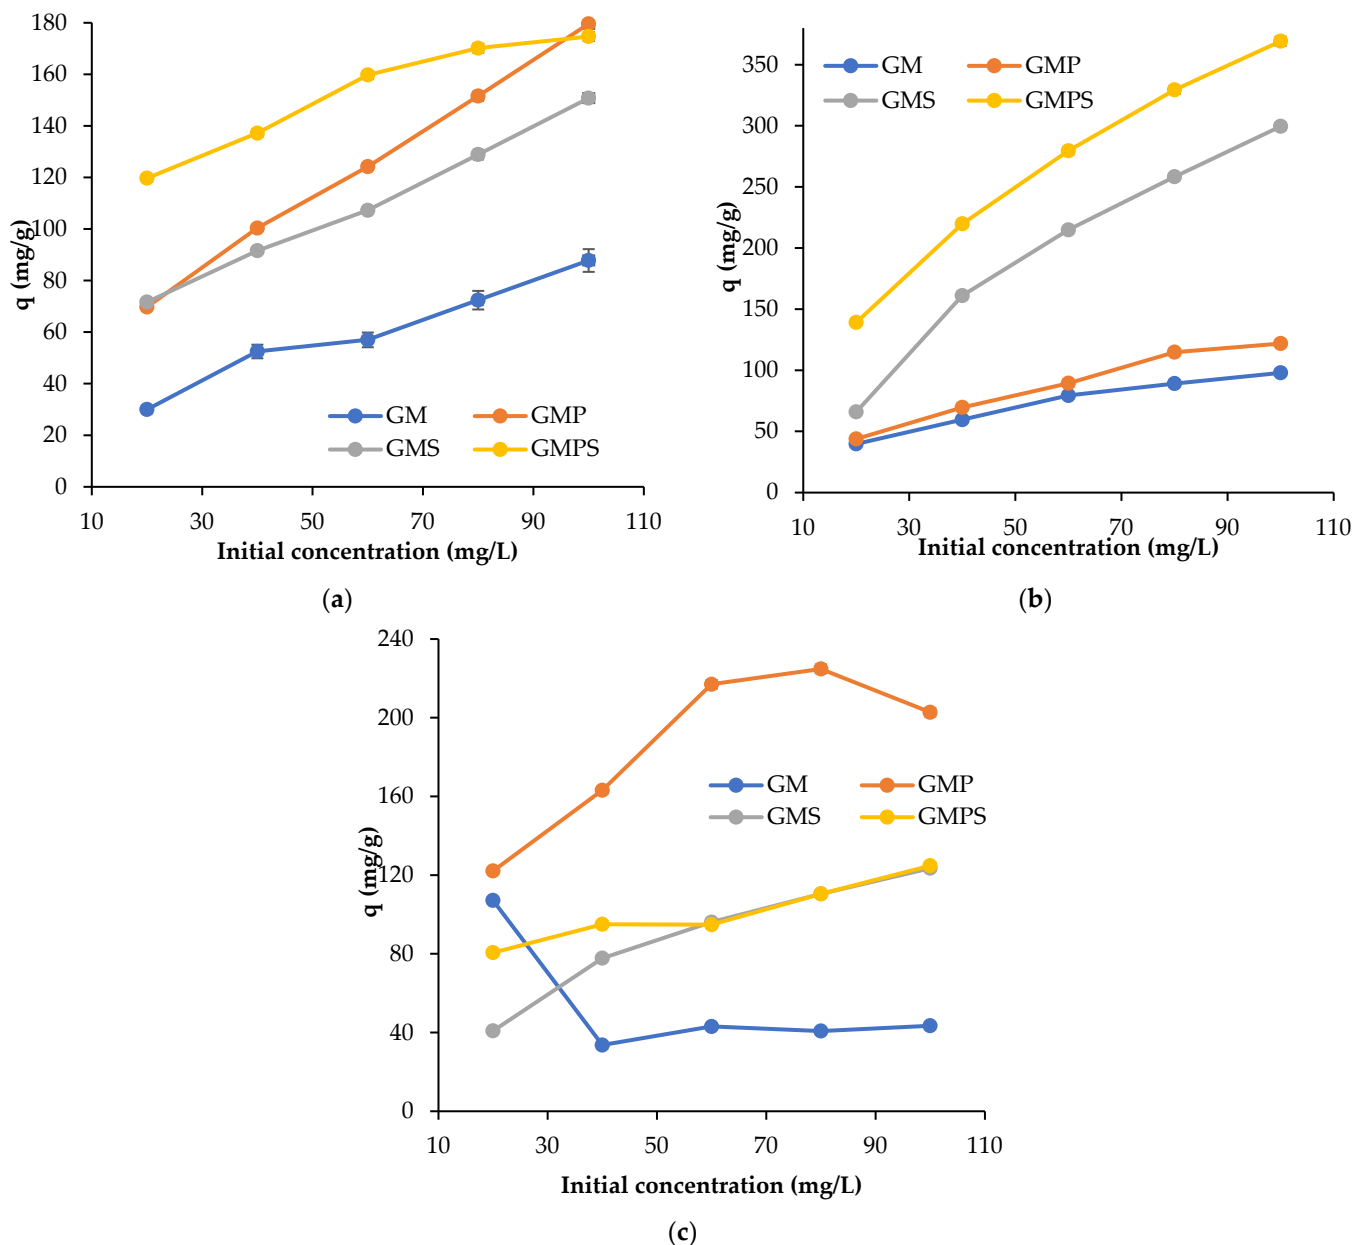 180
160
140
120
100
80
60
40
20
0
q (mg/g)
GM GMP
GMS GMPS
10 30 50 70 90 110
Initial concentration (mg/L)
(a)
350
300
250
200
150
100
50
0
q (mg/g)
GM GMP
GMS GMPS
10 30 50 70 90 110
Initial concentration (mg/L)
(b)
240
200
160
120
80
40
0
q (mg/g)
GM GMP
GMS GMPS
10 30 50 70 90 110
Initial concentration (mg/L)
(c)